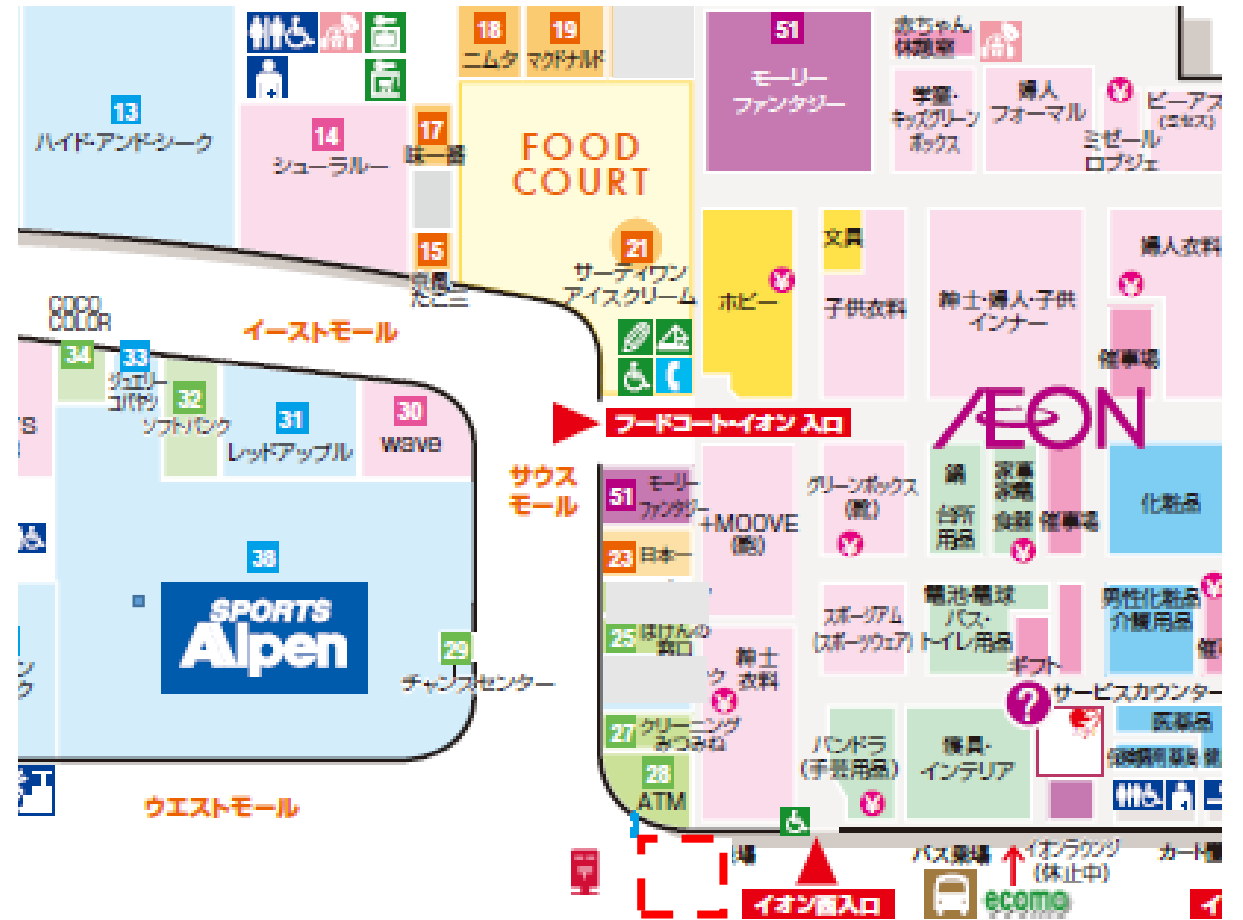 18
ニムタ
19
マクドナルド
51
モーリー
ファンタジー
赤ちゃん
休憩室
学童・
キッズグリーン
ボックス
婦人
フォーマル
ミゼール
ロブジェ
ピーアス
(ミセス)
13
ハイド・アンド・シーク
14
シューラルー
17
味一番
FOOD
COURT
15
京風
たこ三
21
サーティワン
アイスクリーム
ホビー
文具
子供衣料
紳士・婦人・子供
インナー
婦人衣料
催事場
COCO
COLOR
イーストモール
34
33
ジュエリー
コバヤシ
32
ソフトバンク
31
レッドアップル
30
wave
フードコート・イオン 入口
ÆON
サウス
モール
51
モーリー
ファンタジー
+MOOVE
(靴)
グリーンボックス
(靴)
鍋
台所
用品
家事
家電
食器
催事場
化粧品
23
日本一
38
SPORTS
Alpen
25
ほけんの
窓口
紳士
衣料
ク
スポージアム
(スポーツウェア)
電池・電球
バス・
トイレ用品
ギフト
男性化粧品
介護用品
29
チャンスセンター
サービスカウンター
?
医薬品
27
クリーニング
みつみね
パンドラ
(手芸用品)
寝具・
インテリア
28
ATM
ウエストモール
場
イオン西入口
バス乗場
イオンラウンジ
(休止中)
ecomo
カート
イ